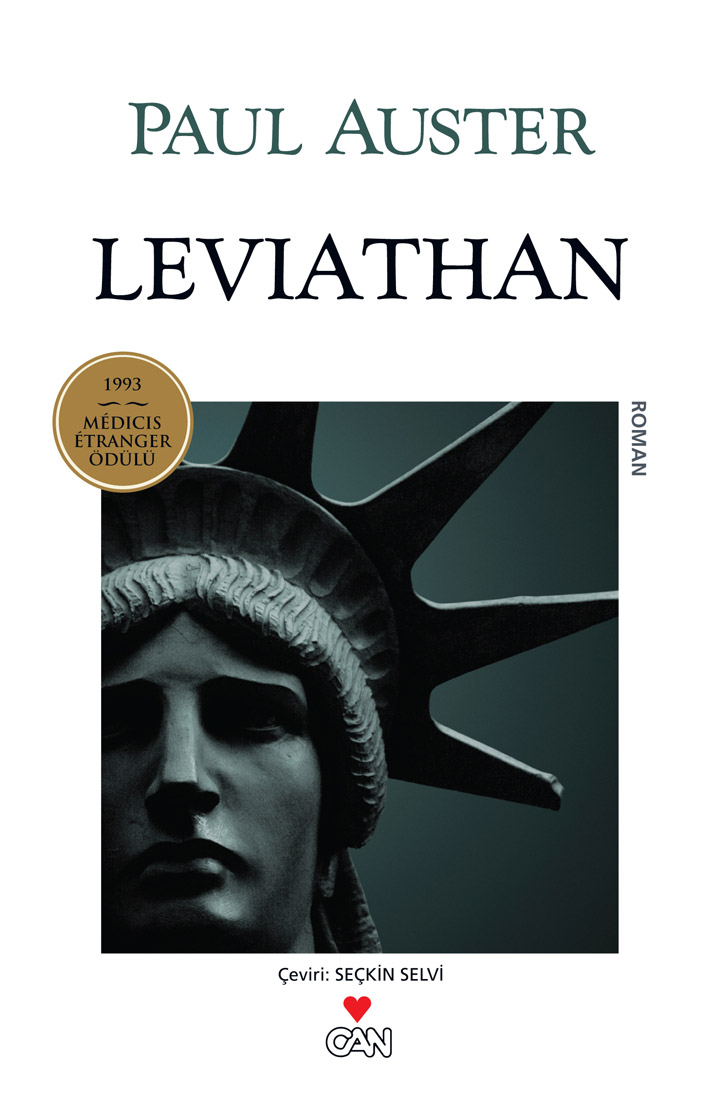 PAUL AUSTER
LEVIATHAN
1993
MÉDICIS
ÉTRANGER
ÖDÜLÜ
ROMAN
Çeviri: SEÇKİN SELVİ
CAN